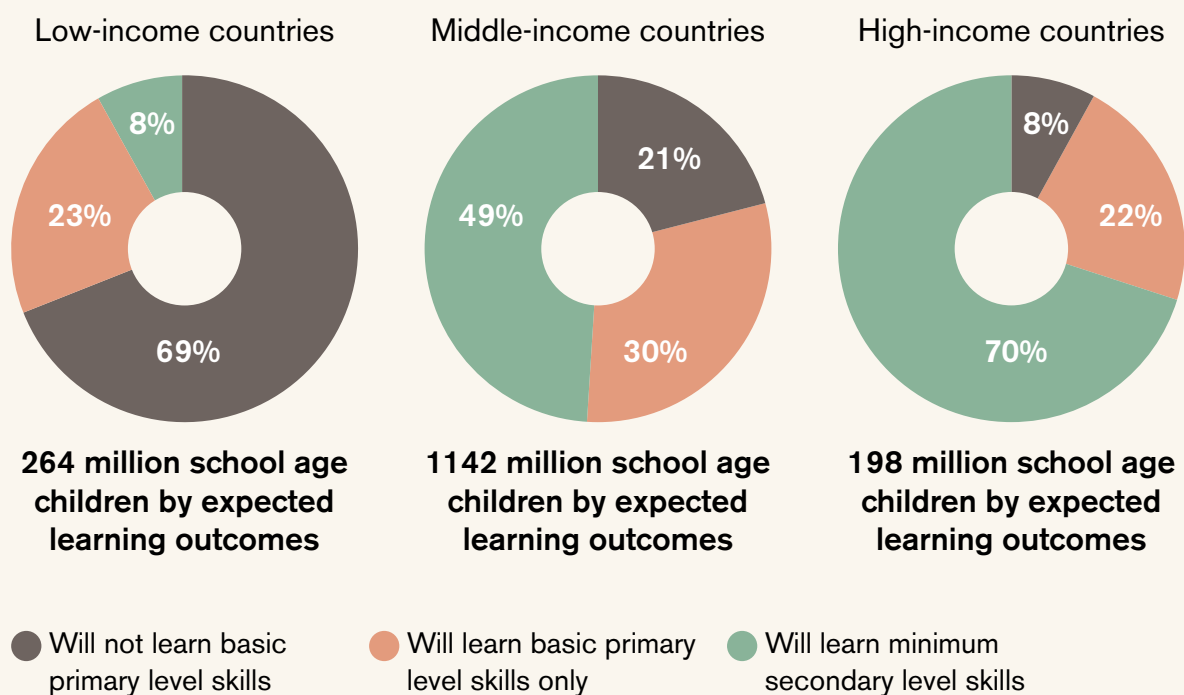 Low-income countries
8%
23%
69%
264 million school age
children by expected
learning outcomes
Middle-income countries
21%
49%
30%
1142 million school age
children by expected
learning outcomes
High-income countries
8%
22%
70%
198 million school age
children by expected
learning outcomes
Will not learn basic
primary level skills
Will learn basic primary
level skills only
Will learn minimum
secondary level skills